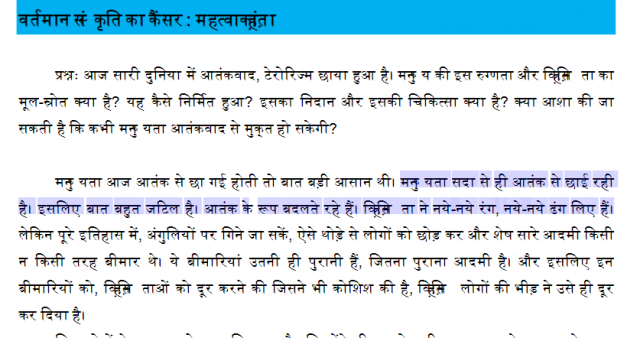 वर्तमान सं कृति का कैंसर :
प्रश्नः आज सारी दुनिया में आतंकवाद, टेरोरिज्म छाया हुआ है। मनु य की इस रुग्णता और ता का
मूल-स्रोत क्या है? यह कैसे निर्मित हुआ? इसका निदान और इसकी चिकित्सा क्या है? क्या आशा की जा
सकती है कि कभी मनु यता आतंकवाद से मुक्त हो सकेगी?
मनु यता आज आतंक से छा गई होती तो बात बड़ी आसान थी। मनु यता सदा से ही आतंक से छाई रही
है। इसलिए बात बहुत जटिल है। आतंक के रूप बदलते रहे हैं। ता ने नये-नये रंग, नये-नये ढंग लिए हैं।
लेकिन पूरे इतिहास में, अंगुलियों पर गिने जा सकें, ऐसे थोड़े से लोगों को छोड़ कर और शेष सारे आदमी किसी
न किसी तरह बीमार थे। ये बीमारियां उतनी ही पुरानी हैं, जितना पुराना आदमी है। और इसलिए इन
बीमारियों को, ताओं को दूर करने की जिसने भी कोशिश की है, लोगों की भीड़ ने उसे ही दूर
कर दिया है।